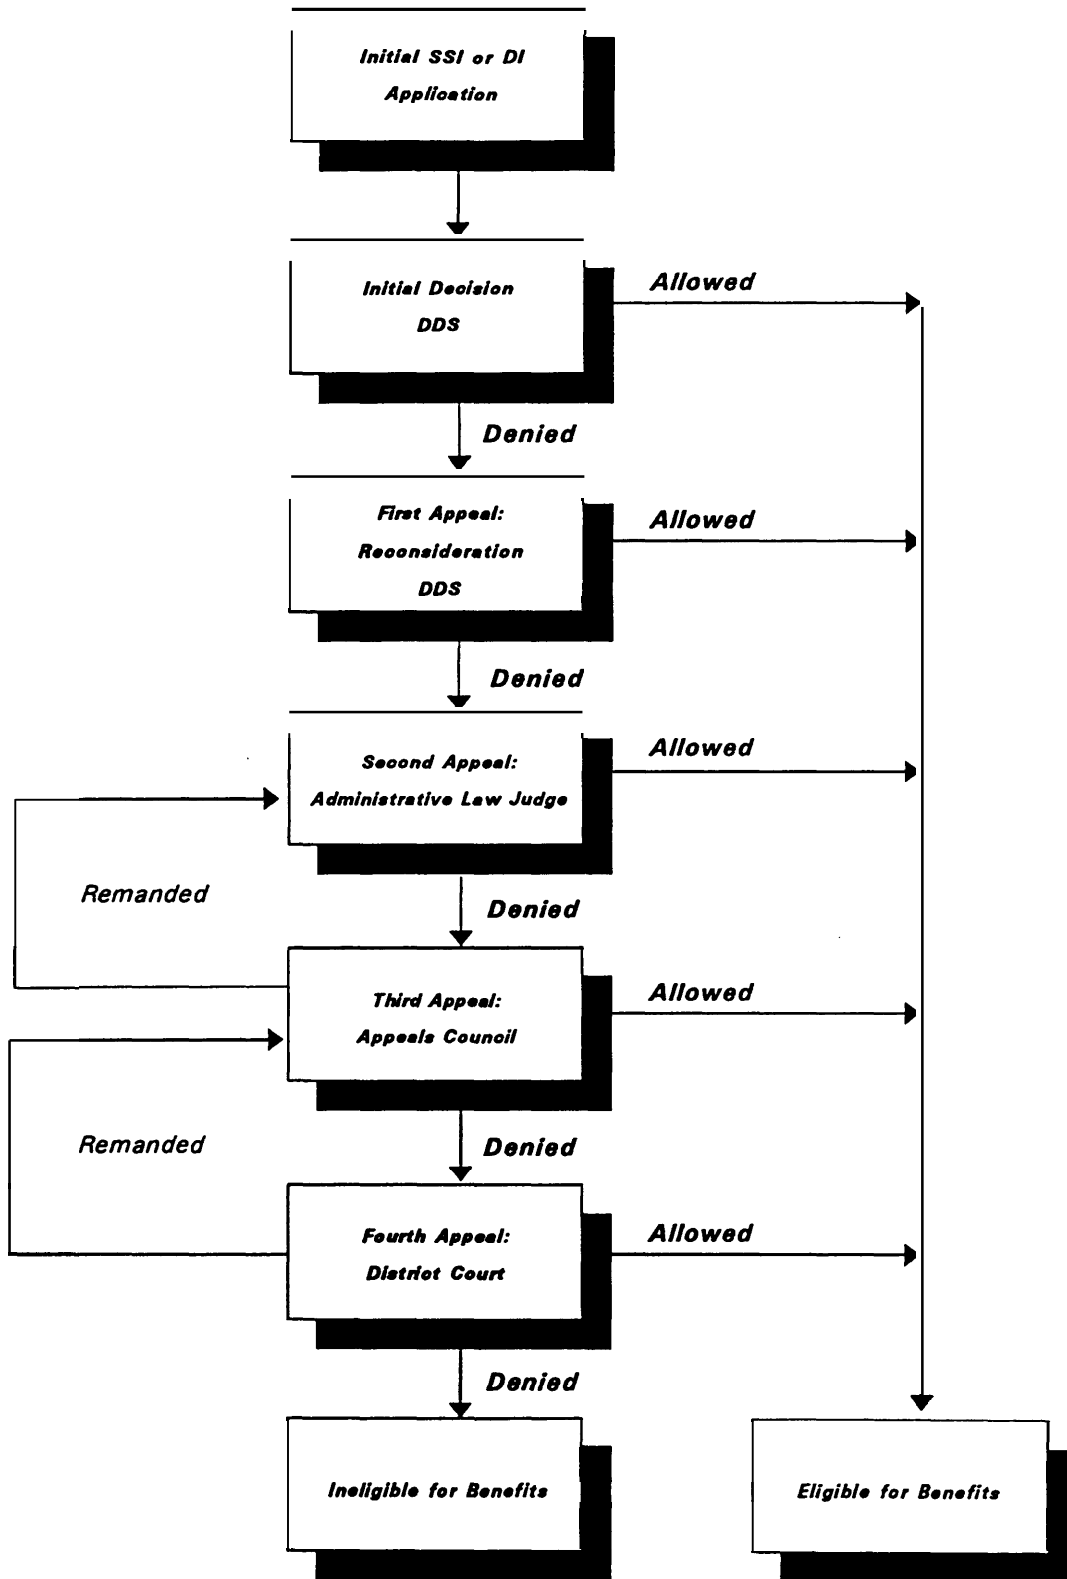 Initial SSI or DI
Application
Initial Decision
DDS
Allowed
Denied
First Appeal:
Reconsideration
DDS
Allowed
Denied
Second Appeal:
Administrative Law Judge
Allowed
Remanded
Denied
Third Appeal:
Appeals Council
Allowed
Remanded
Denied
Fourth Appeal:
District Court
Allowed
Denied
Ineligible for Benefits
Eligible for Benefits